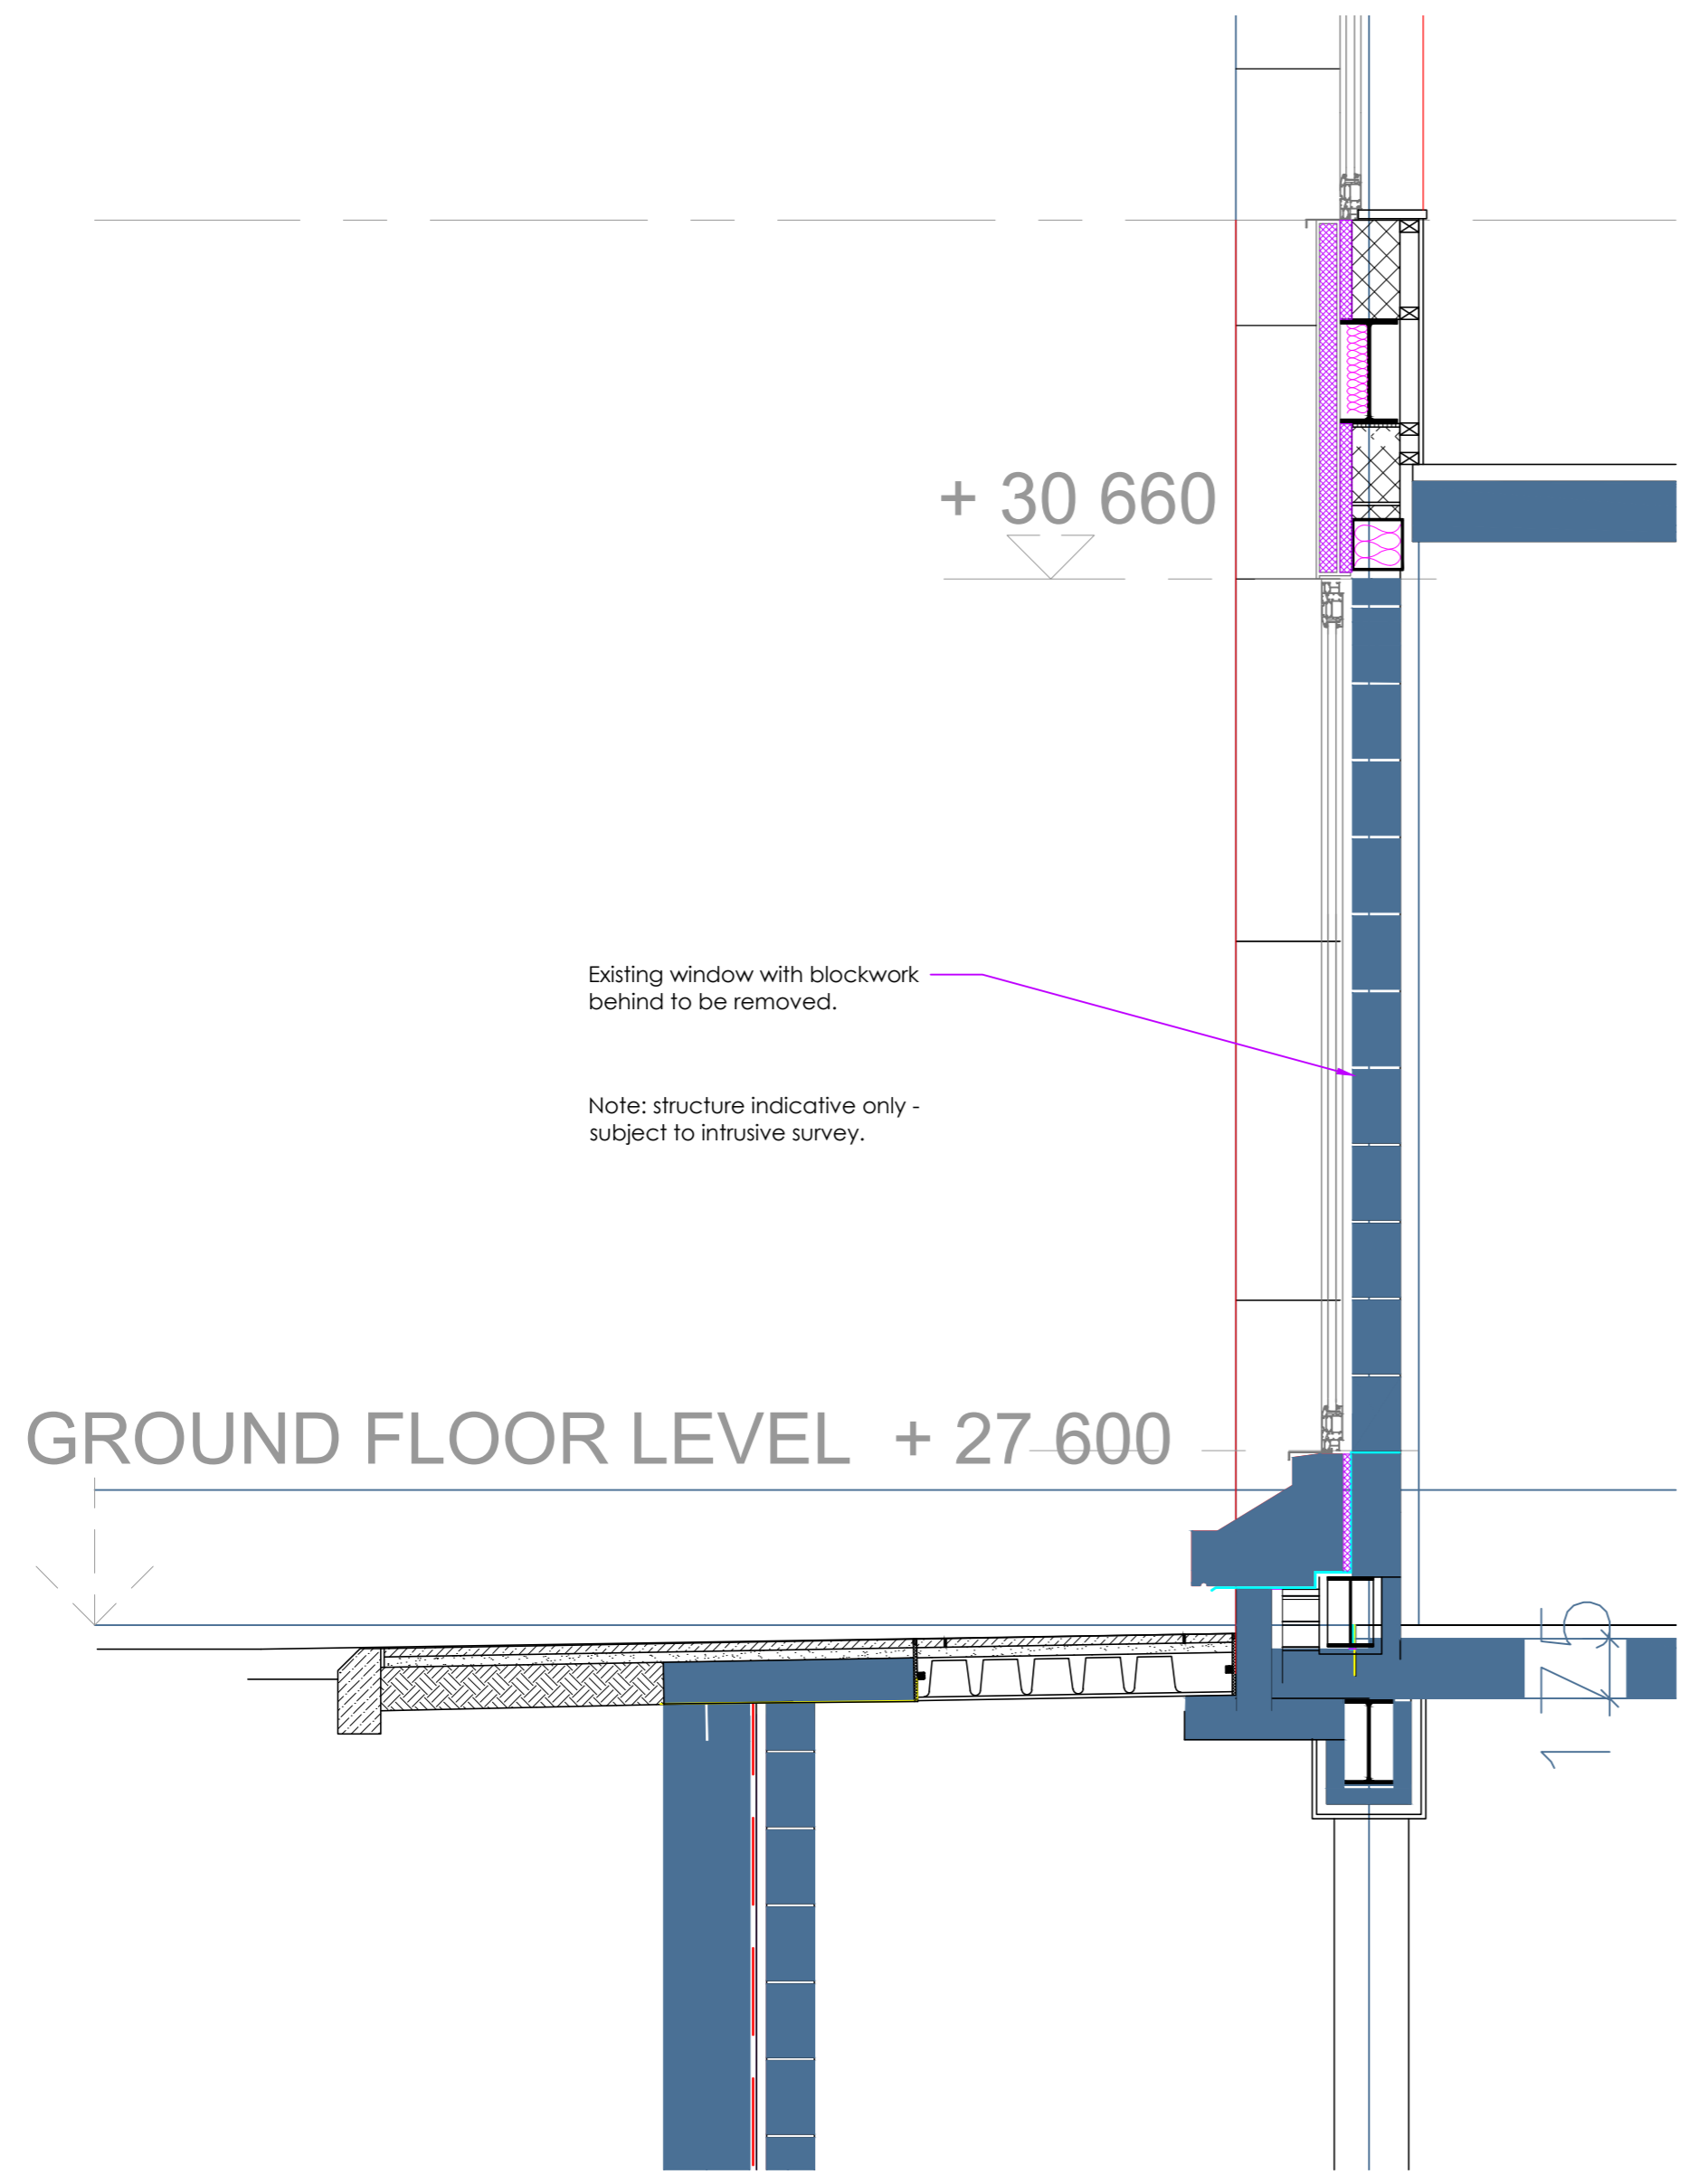 + 30 660
Existing window with blockwork
behind to be removed.
Note: structure indicative only -
subject to intrusive survey.
GROUND FLOOR LEVEL + 27 600
175